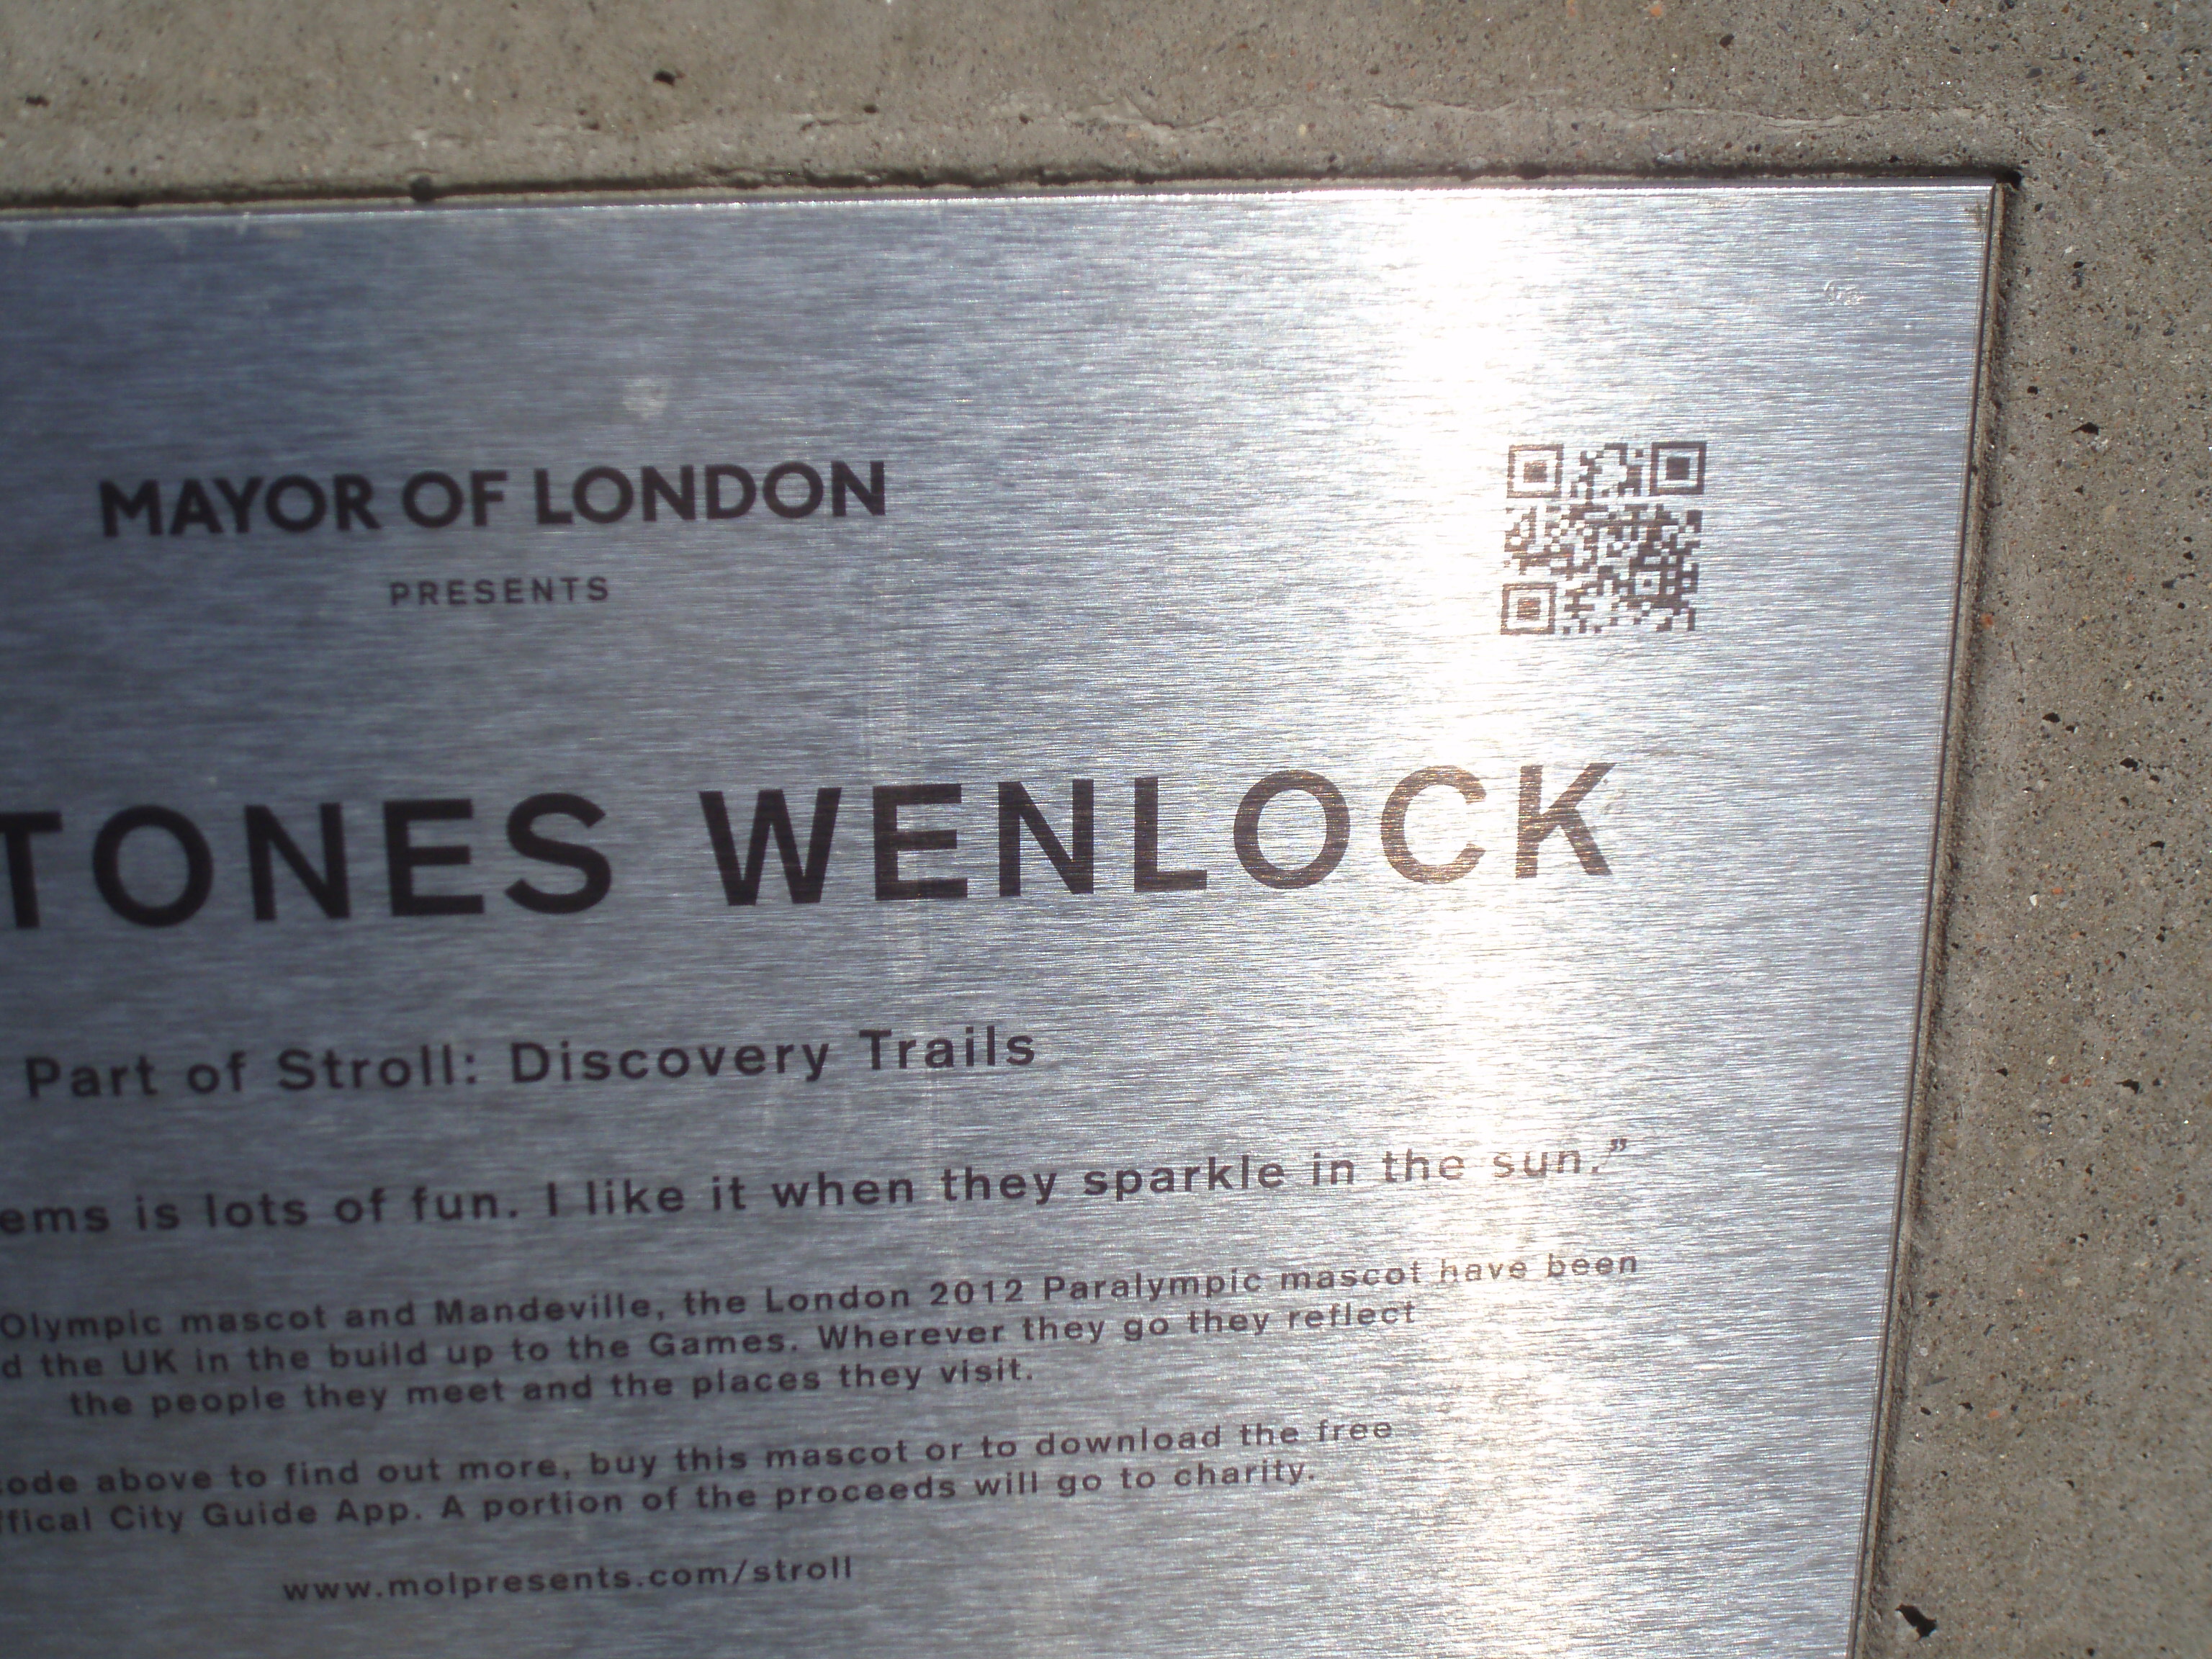 MAYOR OF LONDON
PRESENTS
TONES WENLOCK
Part of Stroll: Discovery Trails
ems is lots of fun. I like it when they sparkle in the sun.”
Olympic mascot and Mandeville, the London 2012 Paralympic mascot have been
d the UK in the build up to the Games. Wherever they go they reflect
the people they meet and the places they visit.
ode above to find out more, buy this mascot or to download the free
fficial City Guide App. A portion of the proceeds will go to charity.
www.molpresents.com/stroll